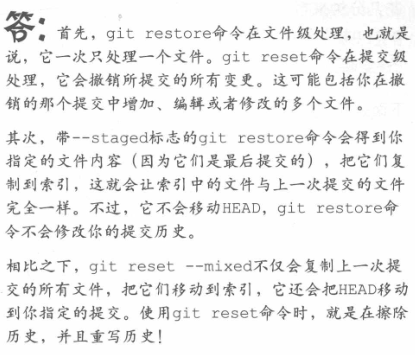 答：首先，git restore命令在文件级处理，也就是
说，它一次只处理一个文件。git reset命令在提交级
处理，它会撤销所提交的所有变更。这可能包括你在撤
销的那个提交中增加、编辑或者修改的多个文件。
其次，带--staged标志的git restore命令会得到你
指定的文件内容（因为它们是最后提交的），把它们复
制到索引，这就会让索引中的文件与上一次提交的文件
完全一样。不过，它不会移动HEAD，git restore命
令不会修改你的提交历史。
相比之下，git reset --mixed不仅会复制上一次提
交的所有文件，把它们移动到索引，它还会把HEAD移动
到你指定的提交。使用git reset命令时，就是在擦除
历史，并且重写历史！